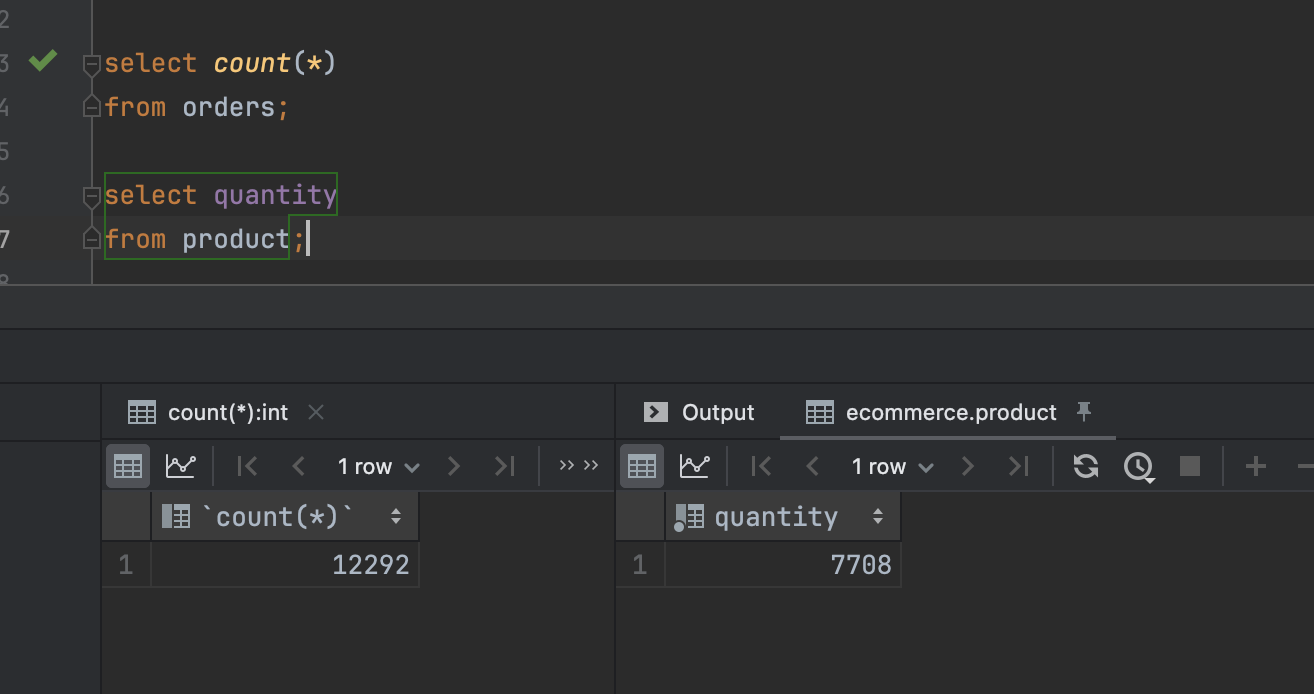 2
3 select count(*)
4 from orders;
5
6 select quantity
7 from product;
8
count(*):int
1 row
`count(*)`
1 12292
Output ecommerce.product
1 row
quantity
1 7708